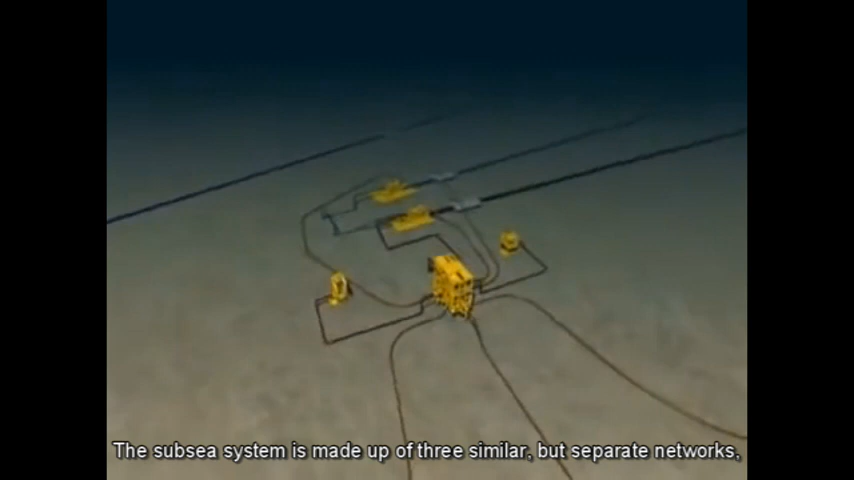 The subsea system is made up of three similar, but separate networks,